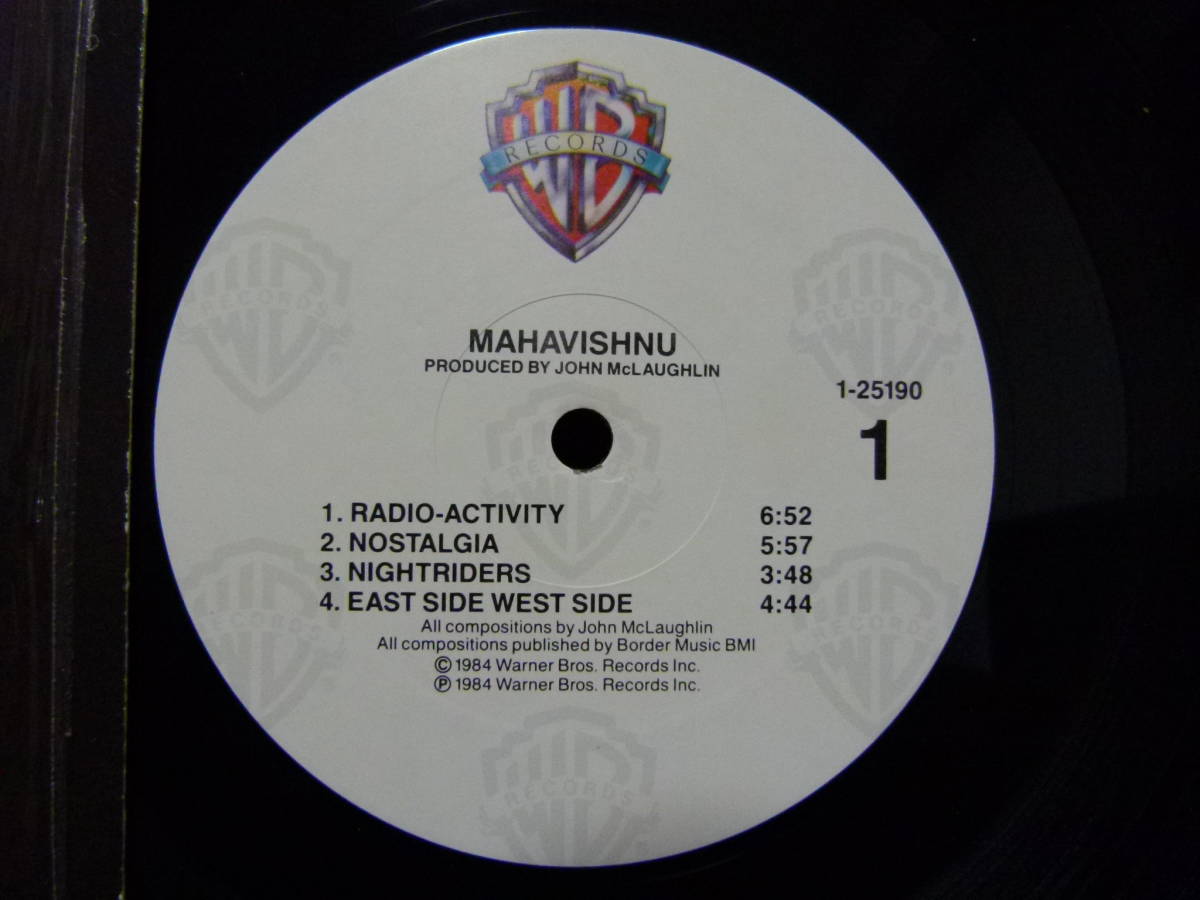 WB
RECORDS
MAHAVISHNU
PRODUCED BY JOHN McLAUGHLIN
1-25190
1
1. RADIO-ACTIVITY 6:52
2. NOSTALGIA 5:57
3. NIGHTRIDERS 3:48
4. EAST SIDE WEST SIDE 4:44
All compositions by John McLaughlin
All compositions published by Border Music BMI
© 1984 Warner Bros. Records Inc.
℗ 1984 Warner Bros. Records Inc.